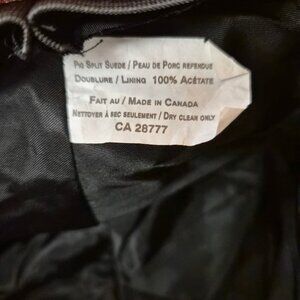 Pig Split Suede / Peau de Porc refendue
Doublure / Lining 100% Acétate
Fait au / Made in Canada
Nettoyer à sec seulement / Dry clean only
CA 28777